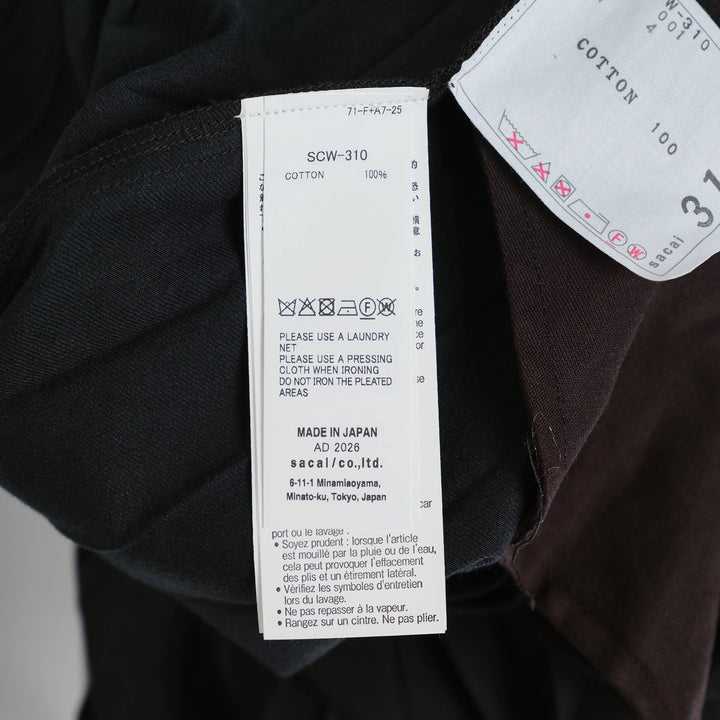 71-F+A7-25
SCW-310
COTTON 100%
PLEASE USE A LAUNDRY
NET
PLEASE USE A PRESSING
CLOTH WHEN IRONING
DO NOT IRON THE PLEATED
AREAS
MADE IN JAPAN
AD 2026
sacai/co.,ltd.
6-11-1 Minamiaoyama,
Minato-ku, Tokyo, Japan
port ou le lavage .
• Soyez prudent : lorsque l'article
est mouillé par la pluie ou de l'eau,
cela peut provoquer l'effacement
des plis et un étirement latéral.
• Vérifiez les symboles d'entretien
lors du lavage.
• Ne pas repasser à la vapeur.
• Rangez sur un cintre. Ne pas plier.
W-310
001
4
COTTON 100
F W
sacai
31